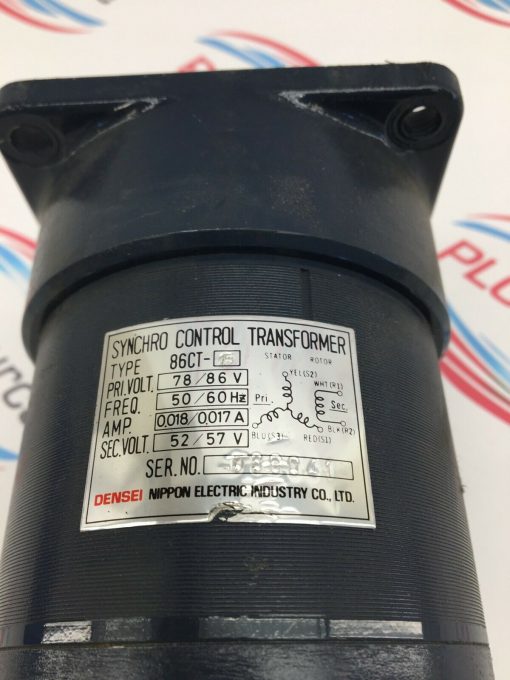 PLC
SYNCHRO CONTROL TRANSFORMER
TYPE 86CT-
PRI.VOLT. 78/86 V
FREQ. 50/60 Hz
AMP. 0,018/0,017 A
SEC.VOLT. 52/57 V
SER.NO.
STATOR ROTOR
YEL(S2)
WHT(R1)
Pri.
Sec.
BLU(S3) RED(S1) BLK(R2)
DENSEI NIPPON ELECTRIC INDUSTRY CO., LTD.